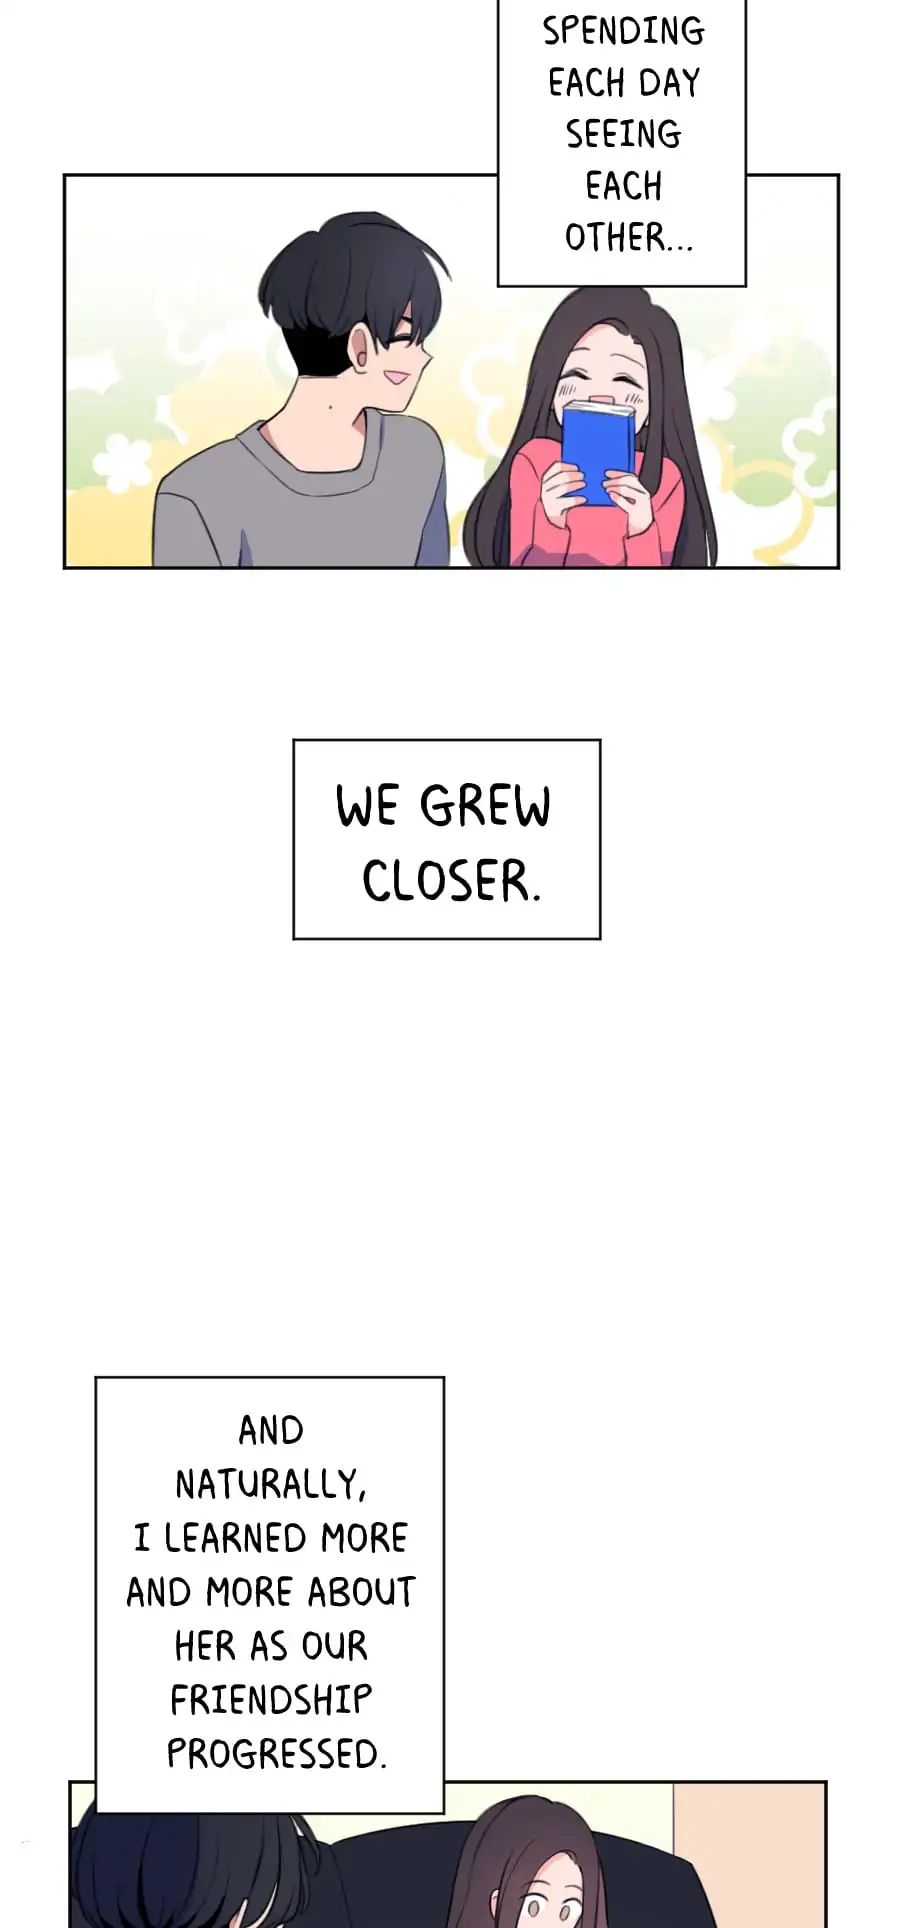 SPENDING
EACH DAY
SEEING
EACH
OTHER...
WE GREW
CLOSER.
AND
NATURALLY,
I LEARNED MORE
AND MORE ABOUT
HER AS OUR
FRIENDSHIP
PROGRESSED.